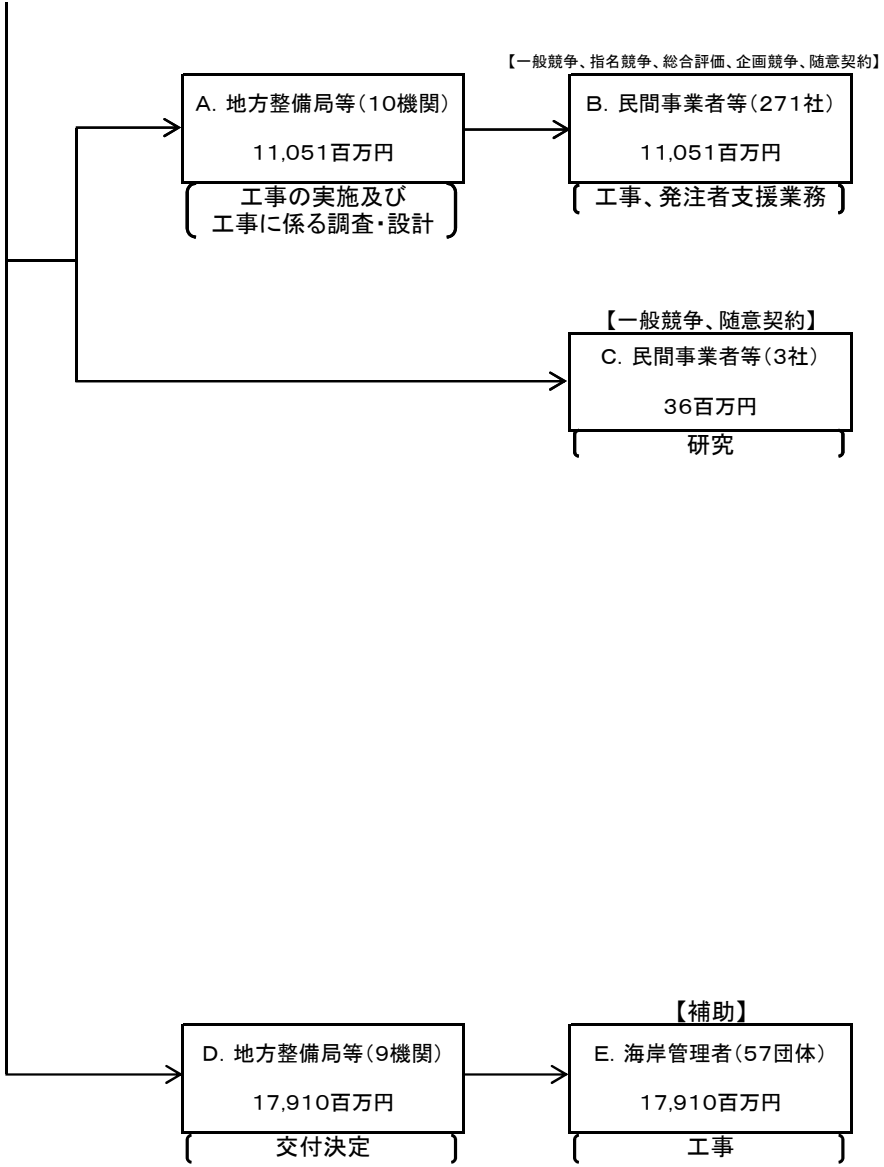 【一般競争、指名競争、総合評価、企画競争、随意契約】
A. 地方整備局等(10機関)
11,051百万円
工事の実施及び
工事に係る調査・設計
B. 民間事業者等(271社)
11,051百万円
工事、発注者支援業務
【一般競争、随意契約】
C. 民間事業者等(3社)
36百万円
研究
D. 地方整備局等(9機関)
17,910百万円
交付決定
【補助】
E. 海岸管理者(57団体)
17,910百万円
工事